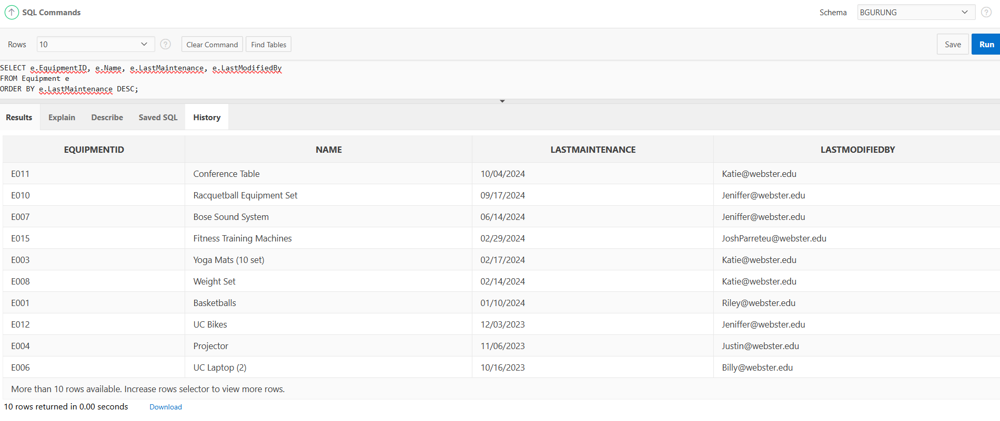 SQL Commands
Schema BGURUNG
Rows 10 Clear Command Find Tables Save Run
SELECT e.EquipmentID, e.Name, e.LastMaintenance, e.LastModifiedBy
FROM Equipment e
ORDER BY e.LastMaintenance DESC;
Results Explain Describe Saved SQL History
EQUIPMENTID NAME LASTMAINTENANCE LASTMODIFIEDBY
E011 Conference Table 10/04/2024 Katie@webster.edu
E010 Racquetball Equipment Set 09/17/2024 Jeniffer@webster.edu
E007 Bose Sound System 06/14/2024 Jeniffer@webster.edu
E015 Fitness Training Machines 02/29/2024 JoshParreteu@webster.edu
E003 Yoga Mats (10 set) 02/17/2024 Katie@webster.edu
E008 Weight Set 02/14/2024 Katie@webster.edu
E001 Basketballs 01/10/2024 Riley@webster.edu
E012 UC Bikes 12/03/2023 Jeniffer@webster.edu
E004 Projector 11/06/2023 Justin@webster.edu
E006 UC Laptop (2) 10/16/2023 Billy@webster.edu
More than 10 rows available. Increase rows selector to view more rows.
10 rows returned in 0.00 seconds Download